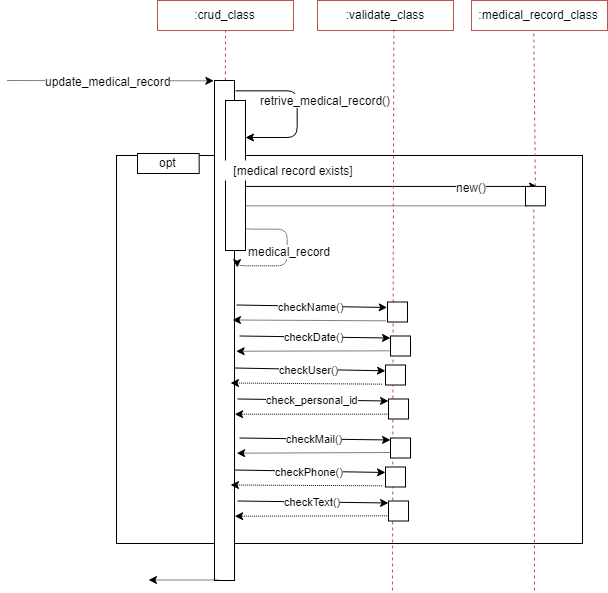 :crud_class
:validate_class
:medical_record_class
update_medical_record
retrive_medical_record()
opt
[medical record exists]
new()
medical_record
checkName()
checkDate()
checkUser()
check_personal_id
checkMail()
checkPhone()
checkText()